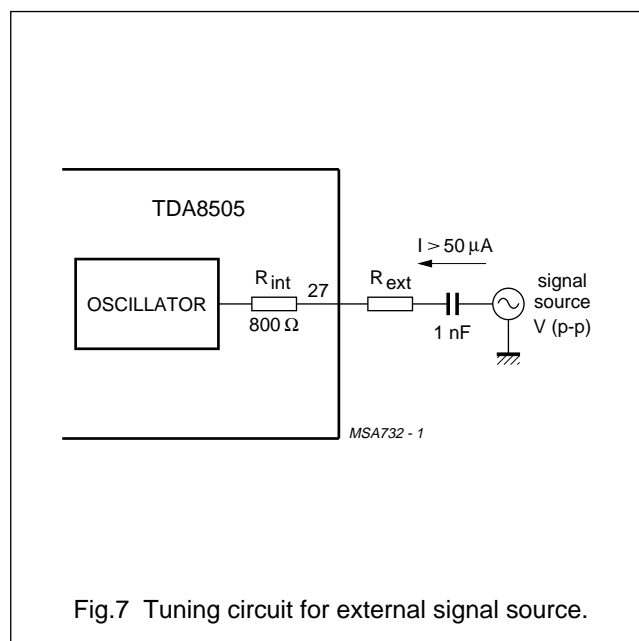 TDA8505
I > 50 µA
OSCILLATOR
R int
27
R ext
800 Ω
1 nF
signal
source
V (p-p)
MSA732 - 1
Fig.7 Tuning circuit for external signal source.